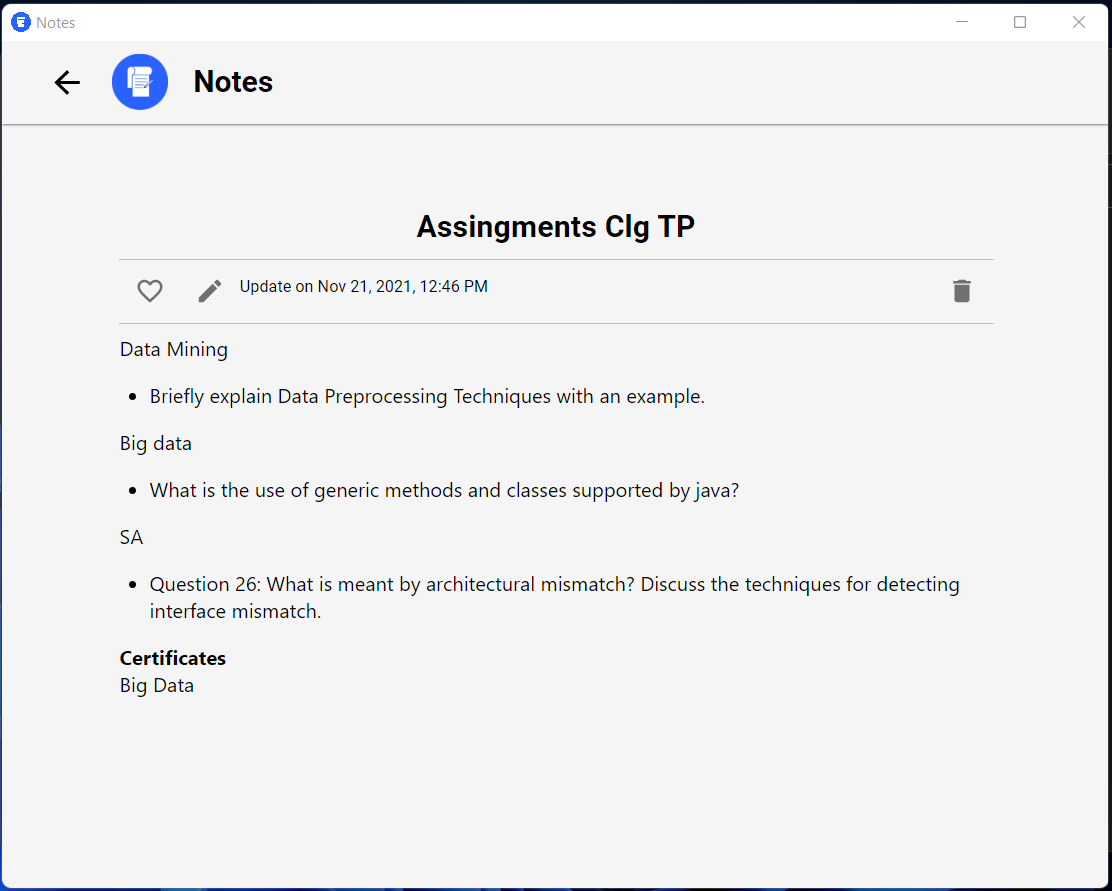 Notes
Notes
Assingments Clg TP
Update on Nov 21, 2021, 12:46 PM
Data Mining
Briefly explain Data Preprocessing Techniques with an example.
Big data
What is the use of generic methods and classes supported by java?
SA
Question 26: What is meant by architectural mismatch? Discuss the techniques for detecting
interface mismatch.
Certificates
Big Data